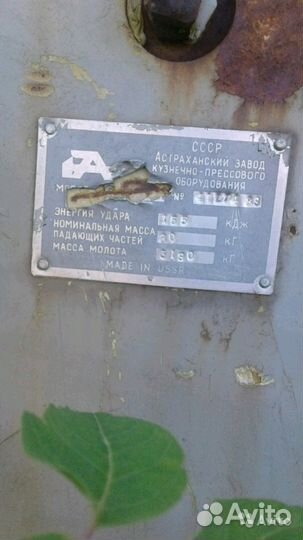 СССР
АСТРАХАНСКИЙ ЗАВОД
КУЗНЕЧНО-ПРЕССОВОГО
ОБОРУДОВАНИЯ
№
ЭНЕРГИЯ УДАРА КДЖ
НОМИНАЛЬНАЯ МАССА
ПАДАЮЩИХ ЧАСТЕЙ КГ
МАССА МОЛОТА КГ
MADE IN USSR
Avito